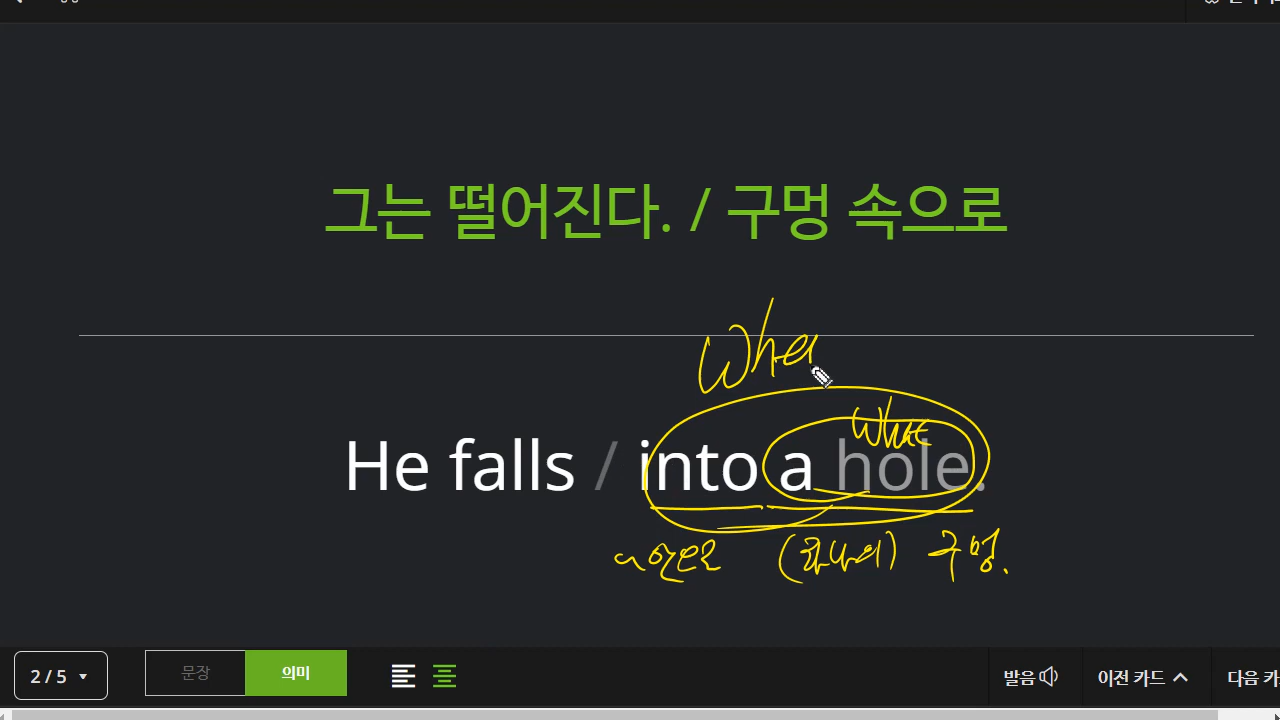 그는 떨어진다. / 구멍 속으로
Wher
What
He falls / into a hole.
~안으로 (하나의) 구멍.
2 / 5
문장
의미
발음
이전 카드
다음 카